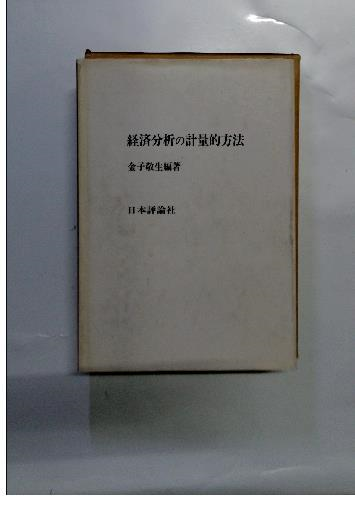 経済分析の計量的方法
金子敬生編著
日本評論社